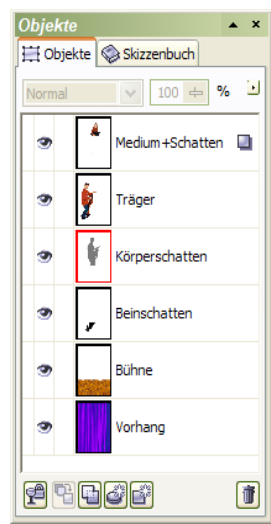 Objekte
Objekte Skizzenbuch
Normal 100 %
Medium+Schatten
Träger
Körperschatten
Beinschatten
Bühne
Vorhang